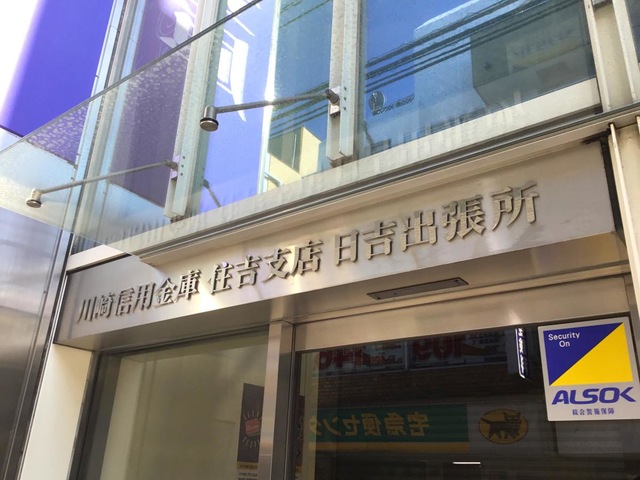 川崎信用金庫 住吉支店 日吉出張所
Security
On
ALSOK
綜合警備保障
宅急便センタ